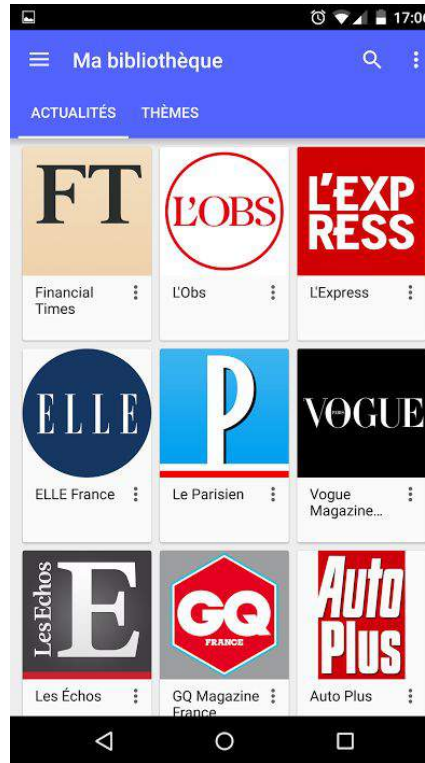 17:06
Ma bibliothèque
ACTUALITÉS THÈMES
FT
L'OBS
L'EXP
RESS
Financial
Times
L'Obs
L'Express
ELLE
P
VOGUE
PARIS
ELLE France
Le Parisien
Vogue
Magazine...
Les Echos
E
GQ
FRANCE
Auto
Plus
Les Échos
GQ Magazine
France
Auto Plus